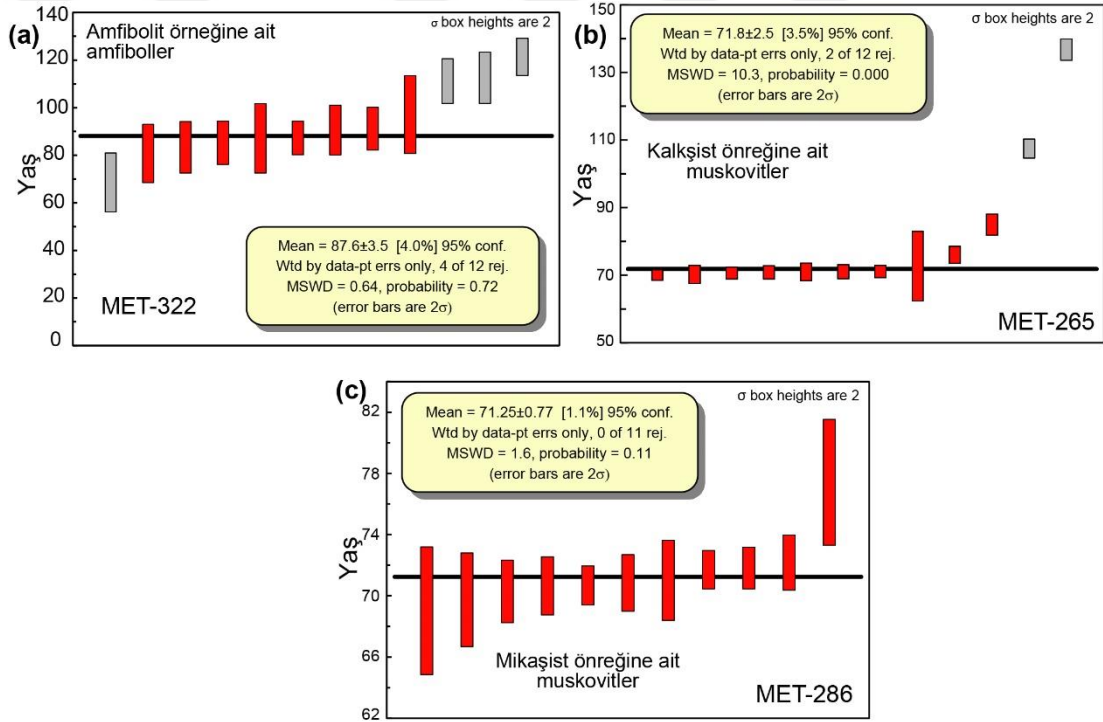 (a)
σ box heights are 2
Amfibolit örneğine ait
amfiboller
140
120
100
80
60
40
20
0
Yaş
Mean = 87.6±3.5 [4.0%] 95% conf.
Wtd by data-pt errs only, 4 of 12 rej.
MSWD = 0.64, probability = 0.72
(error bars are 2σ)
MET-322
(b)
σ box heights are 2
150
130
110
90
70
50
Yaş
Mean = 71.8±2.5 [3.5%] 95% conf.
Wtd by data-pt errs only, 2 of 12 rej.
MSWD = 10.3, probability = 0.000
(error bars are 2σ)
Kalkşist önreğine ait
muskovitler
MET-265
(c)
σ box heights are 2
82
78
74
70
66
62
Yaş
Mean = 71.25±0.77 [1.1%] 95% conf.
Wtd by data-pt errs only, 0 of 11 rej.
MSWD = 1.6, probability = 0.11
(error bars are 2σ)
Mikaşist önreğine ait
muskovitler
MET-286